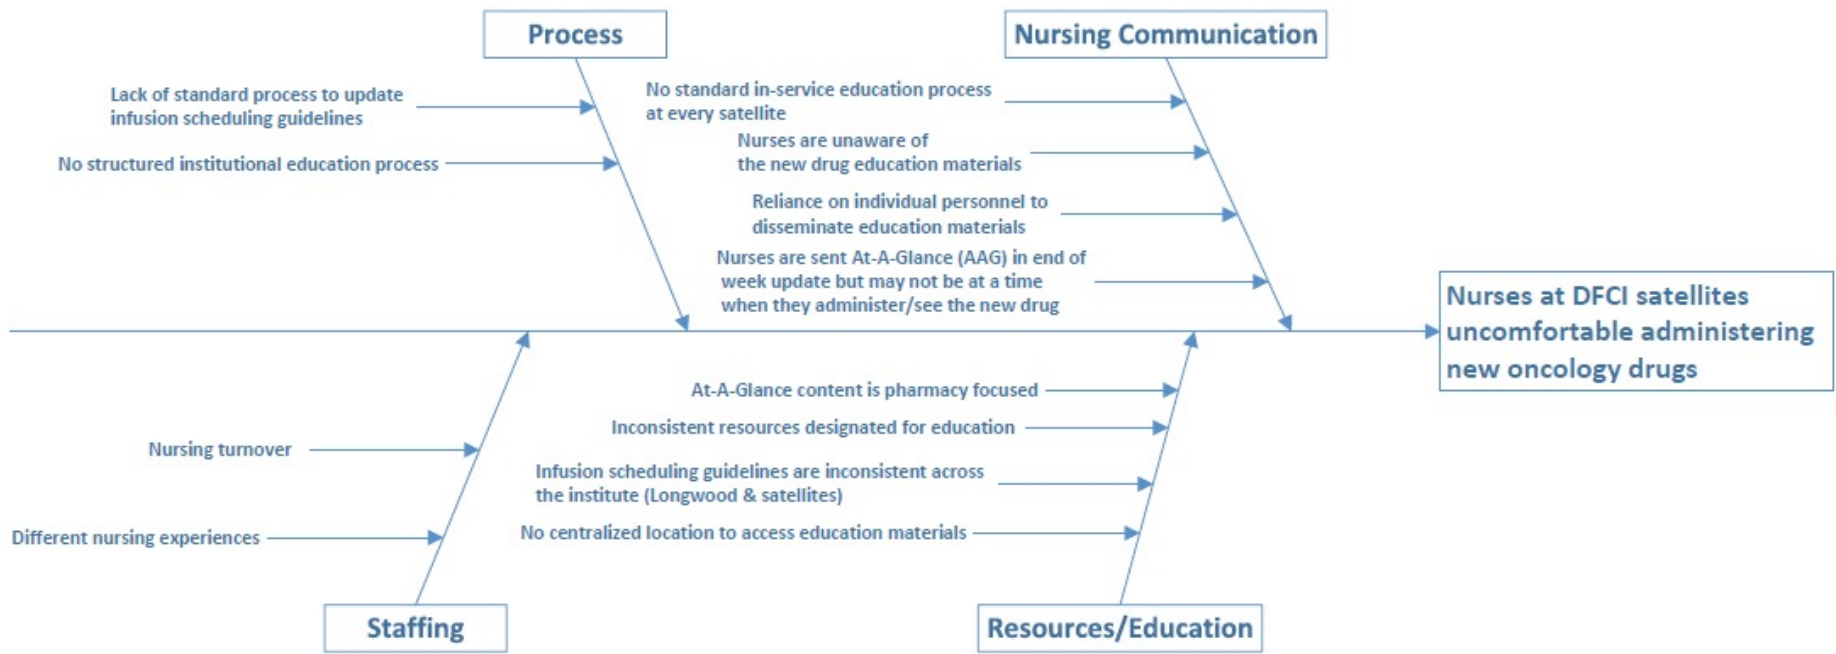 Process
Nursing Communication
Lack of standard process to update
infusion scheduling guidelines
No structured institutional education process
No standard in-service education process
at every satellite
Nurses are unaware of
the new drug education materials
Reliance on individual personnel to
disseminate education materials
Nurses are sent At-A-Glance (AAG) in end of
week update but may not be at a time
when they administer/see the new drug
Nurses at DFCI satellites
uncomfortable administering
new oncology drugs
Nursing turnover
Different nursing experiences
At-A-Glance content is pharmacy focused
Inconsistent resources designated for education
Infusion scheduling guidelines are inconsistent across
the institute (Longwood & satellites)
No centralized location to access education materials
Staffing
Resources/Education